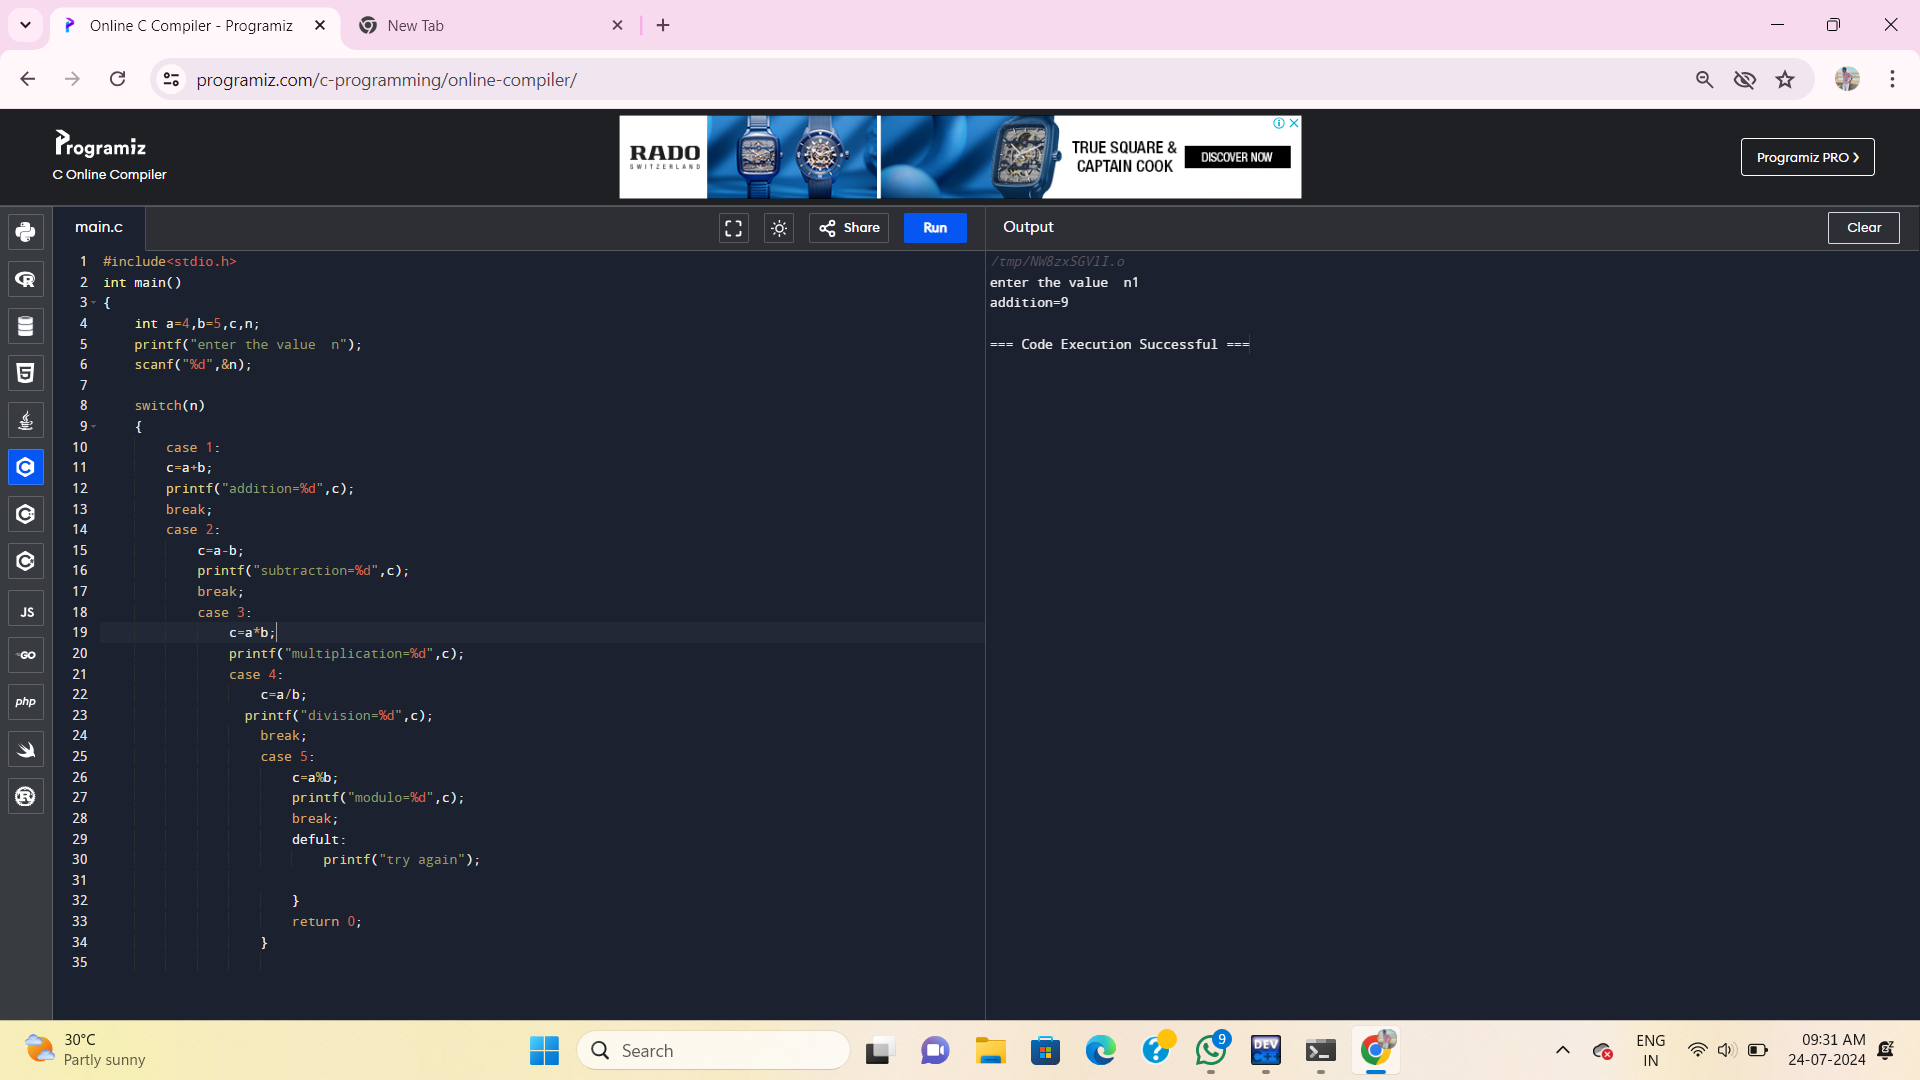 Online C Compiler - Programiz
New Tab
programiz.com/c-programming/online-compiler/
Programiz
C Online Compiler
RADO
SWITZERLAND
TRUE SQUARE &
CAPTAIN COOK
DISCOVER NOW
Programiz PRO
main.c
Share
Run
Output
Clear
1 #include<stdio.h>
2 int main()
3 {
4     int a=4,b=5,c,n;
5     printf("enter the value  n");
6     scanf("%d",&n);
7
8     switch(n)
9     {
10         case 1:
11         c=a+b;
12         printf("addition=%d",c);
13         break;
14         case 2:
15             c=a-b;
16             printf("subtraction=%d",c);
17             break;
18             case 3:
19                 c=a*b;
20                 printf("multiplication=%d",c);
21                 case 4:
22                     c=a/b;
23                   printf("division=%d",c);
24                     break;
25                     case 5:
26                         c=a%b;
27                         printf("modulo=%d",c);
28                         break;
29                         defult:
30                             printf("try again");
31
32                         }
33                         return 0;
34                     }
35
/tmp/NW8zxSGV1I.o
enter the value  n1
addition=9
=== Code Execution Successful ===
JS
GO
php
30°C
Partly sunny
Search
9
DEV
C++
ENG
IN
09:31 AM
24-07-2024